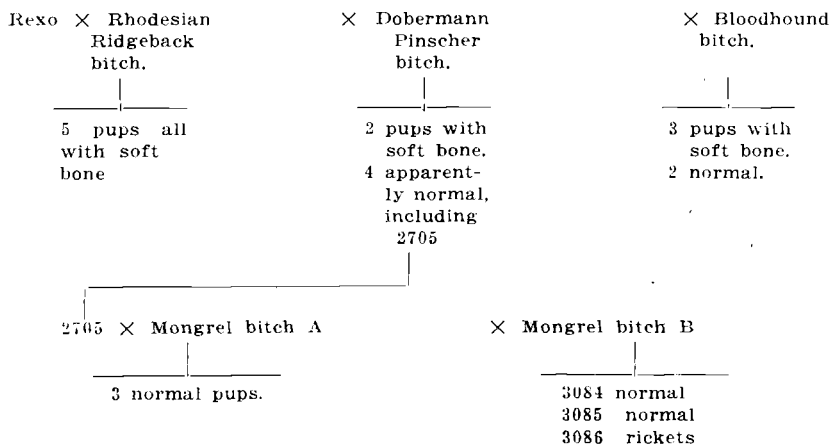 Rexo × Rhodesian Ridgeback bitch.
5 pups all with soft bone
× Dobermann Pinscher bitch.
2 pups with soft bone.
4 apparent-
ly normal,
including
2705
× Bloodhound bitch.
3 pups with soft bone.
2 normal.
2705 × Mongrel bitch A
3 normal pups.
× Mongrel bitch B
3084 normal
3085 normal
3086 rickets